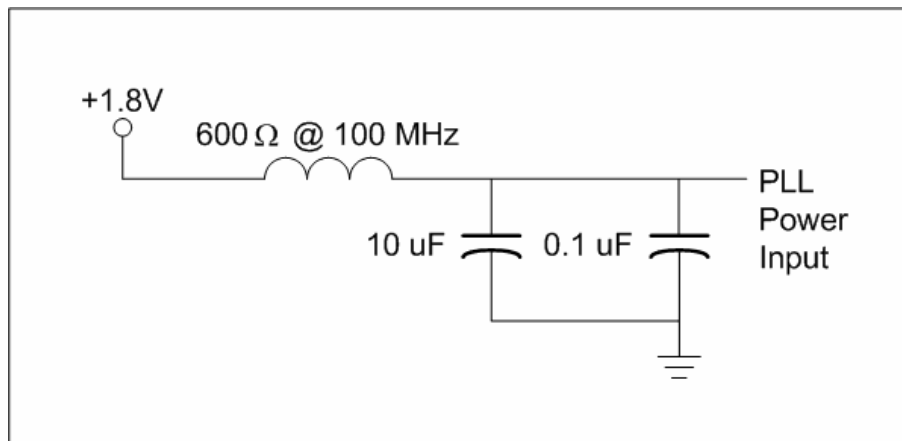 +1.8V
600 Ω @ 100 MHz
10 uF
0.1 uF
PLL
Power
Input